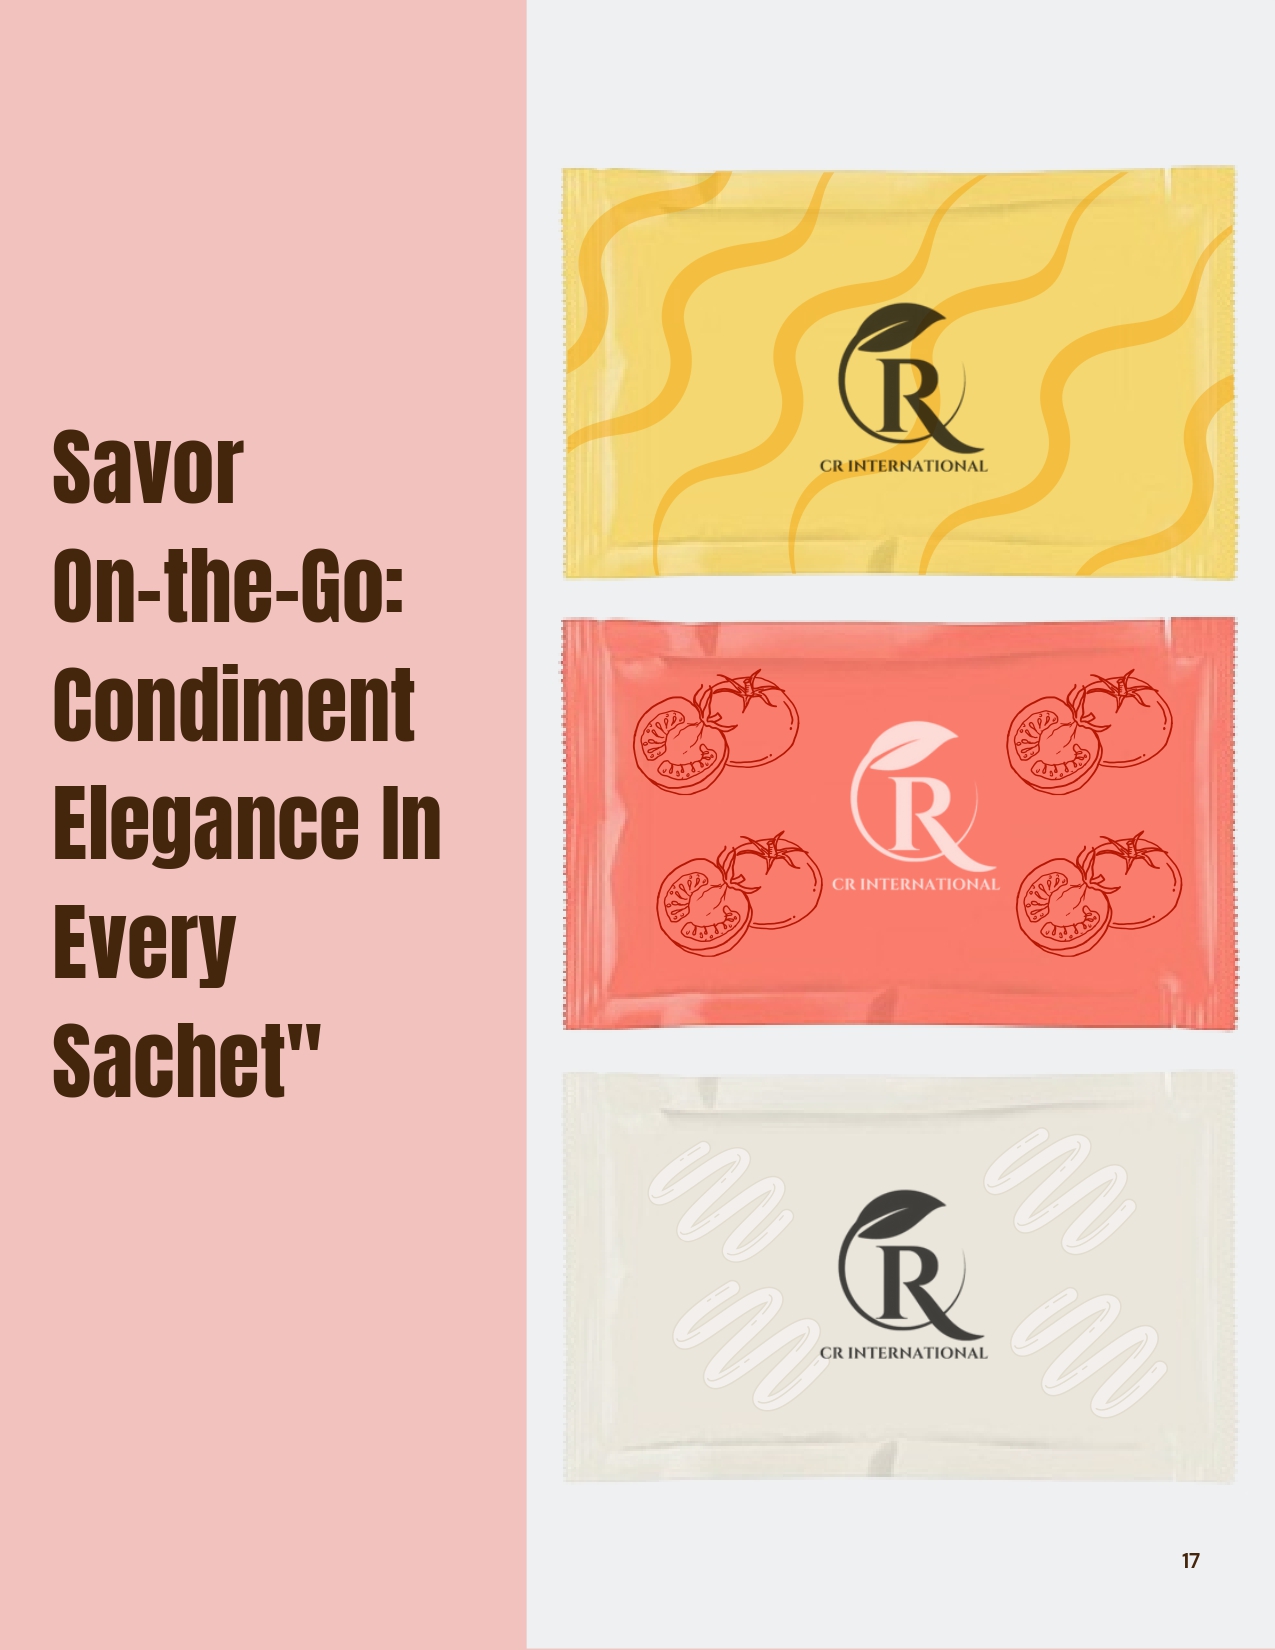 Savor
On-the-Go:
Condiment
Elegance In
Every
Sachet"
R
CR INTERNATIONAL
R
CR INTERNATIONAL
R
CR INTERNATIONAL
17